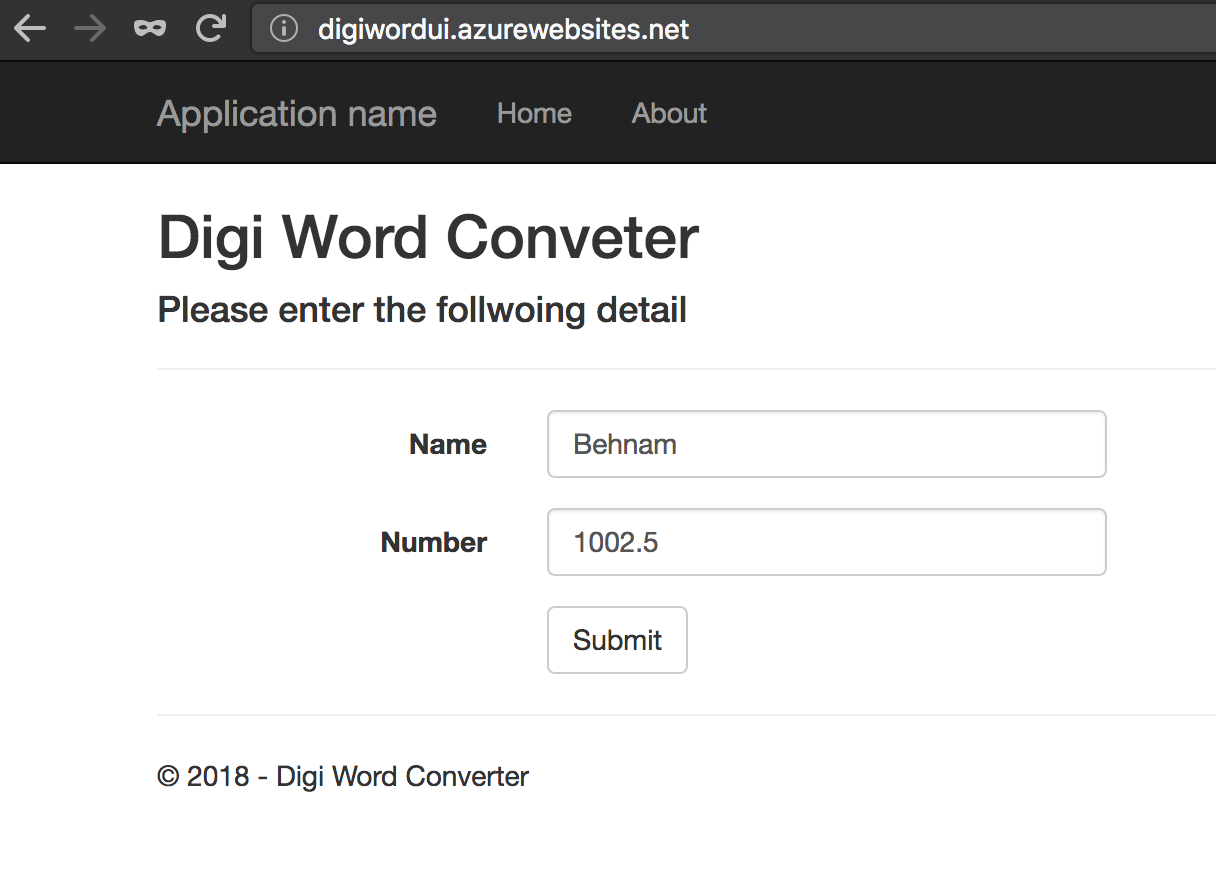 digiwordui.azurewebsites.net
Application name Home About
Digi Word Conveter
Please enter the follwoing detail
Name Behnam
Number 1002.5
Submit
© 2018 - Digi Word Converter